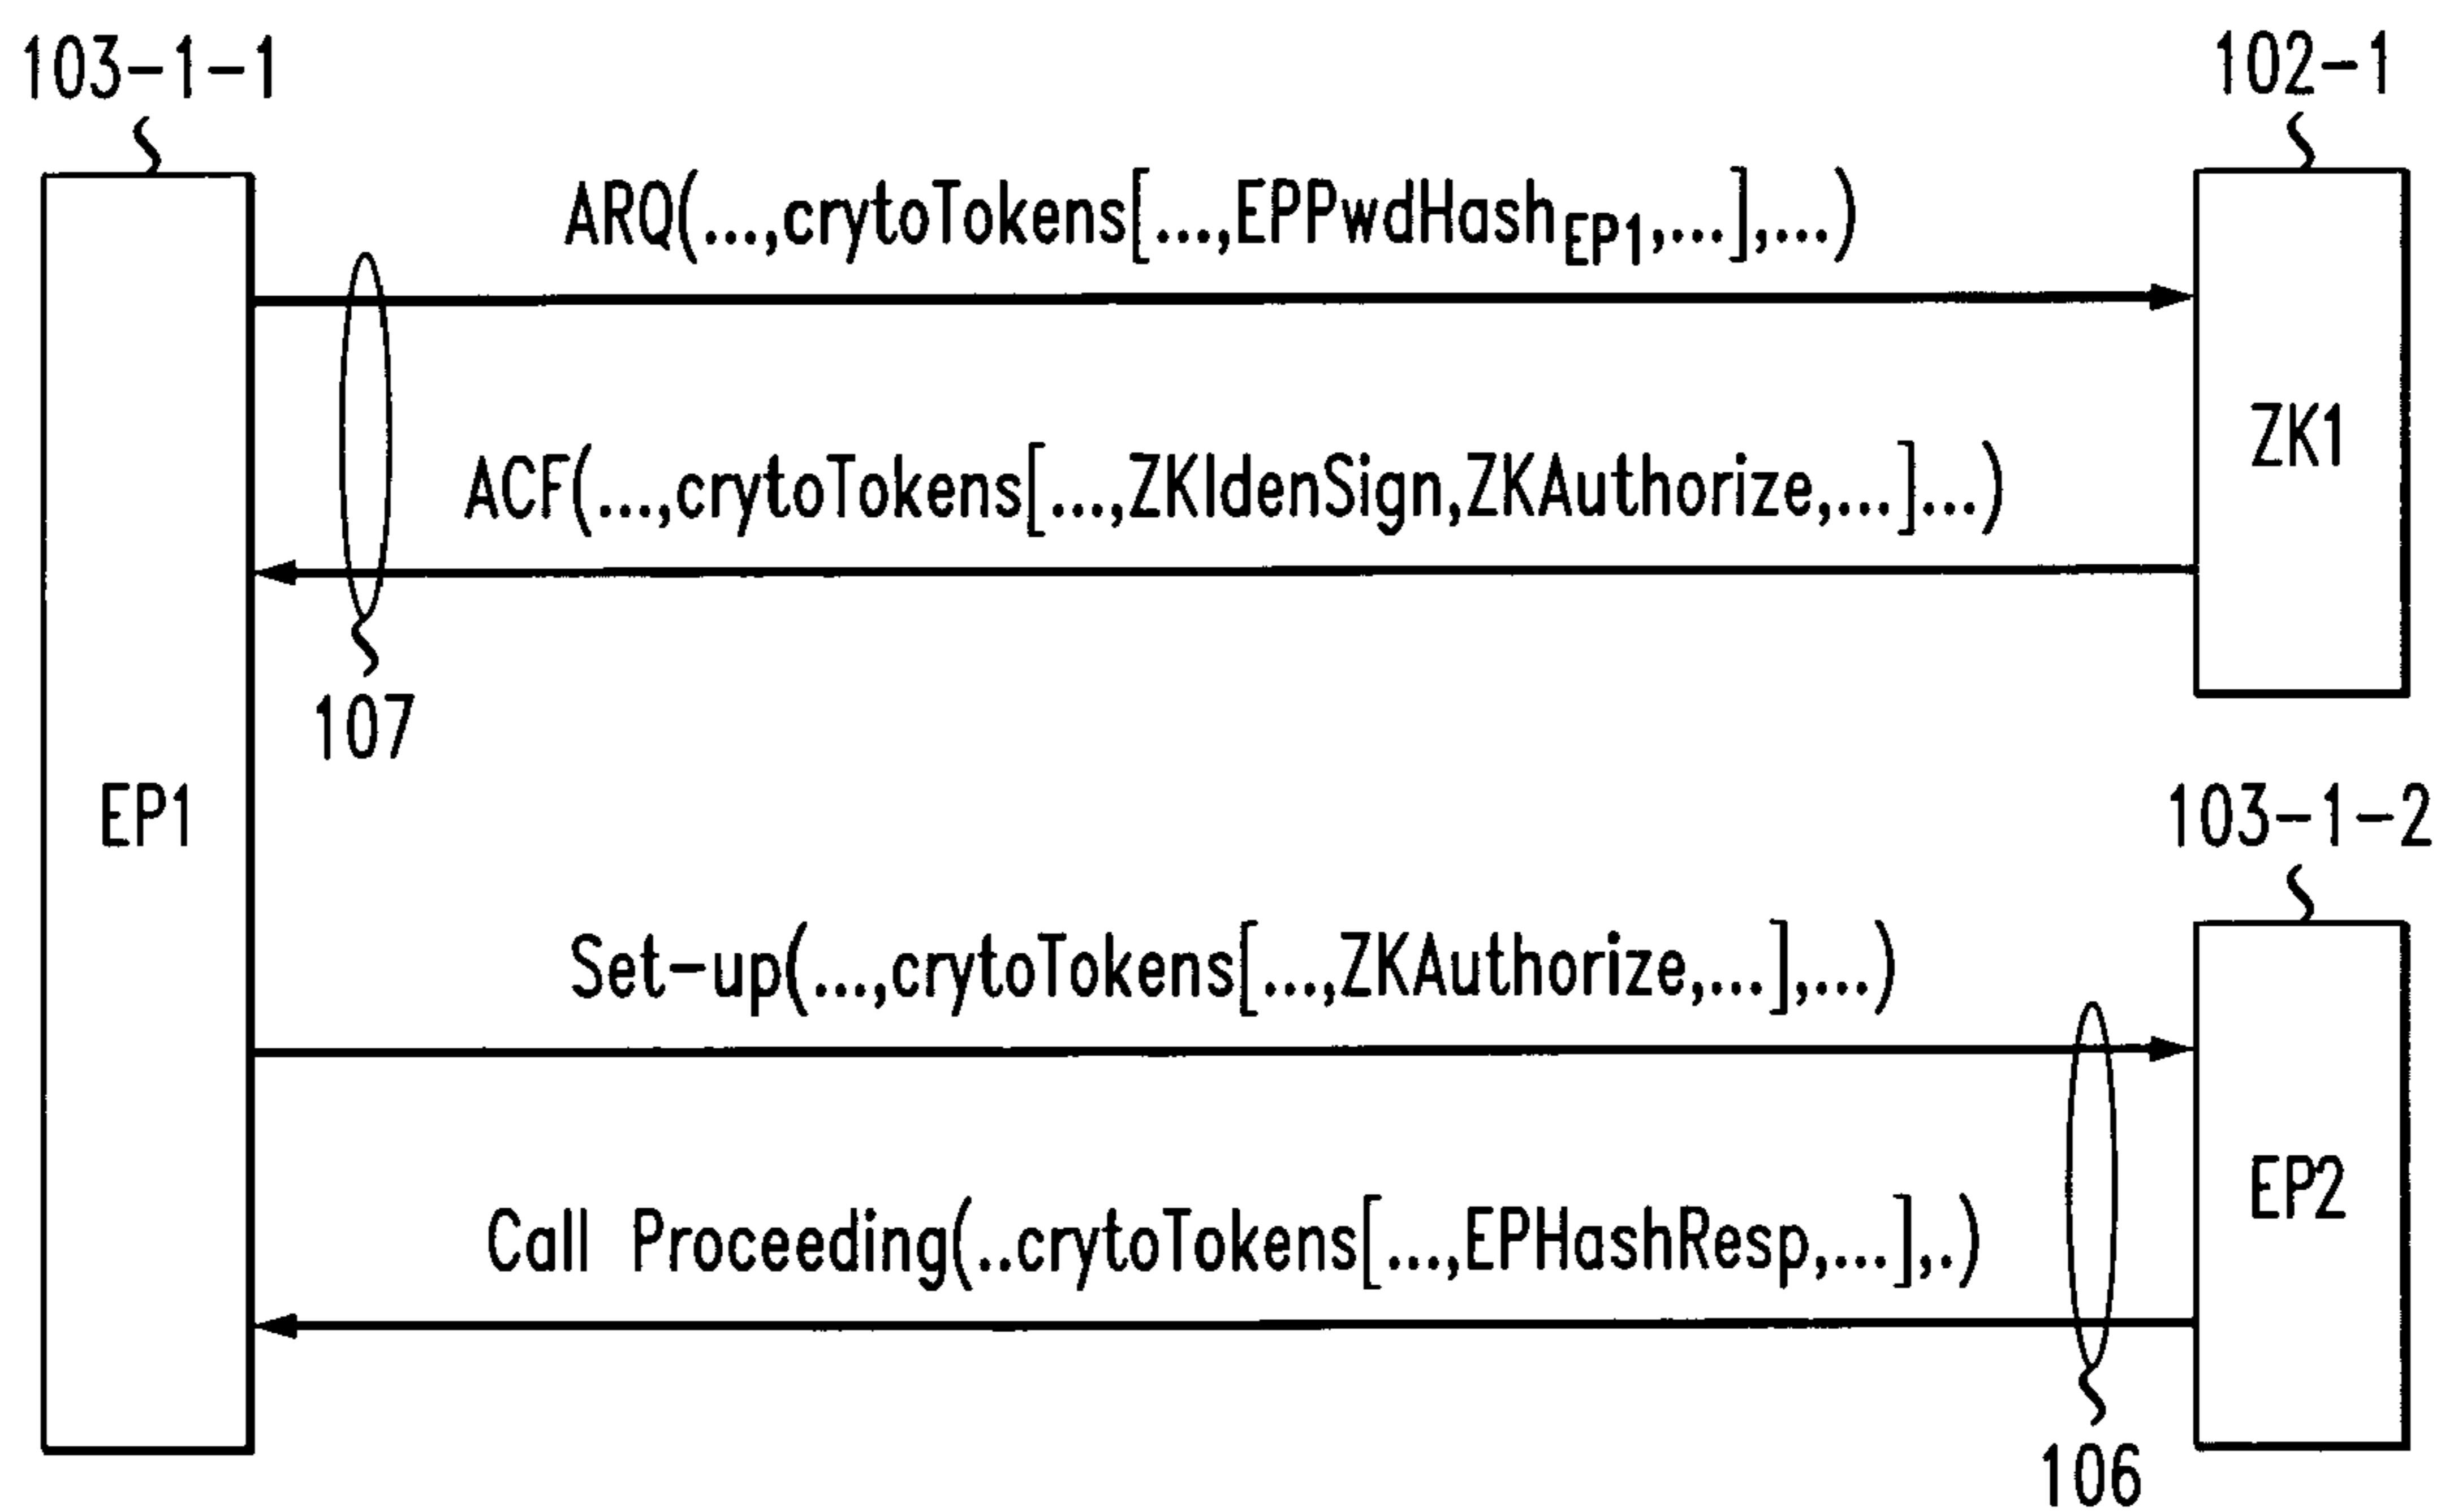 103-1-1
102-1
ARQ(...,crytoTokens[...,EPPwdHashEP1,...],...)
ZK1
ACF(...,crytoTokens[...,ZKIdenSign,ZKAuthorize,...]...)
107
EP1
103-1-2
Set-up(...,crytoTokens[...,ZKAuthorize,...],...)
EP2
Call Proceeding(..crytoTokens[...,EPHashResp,...],.)
106